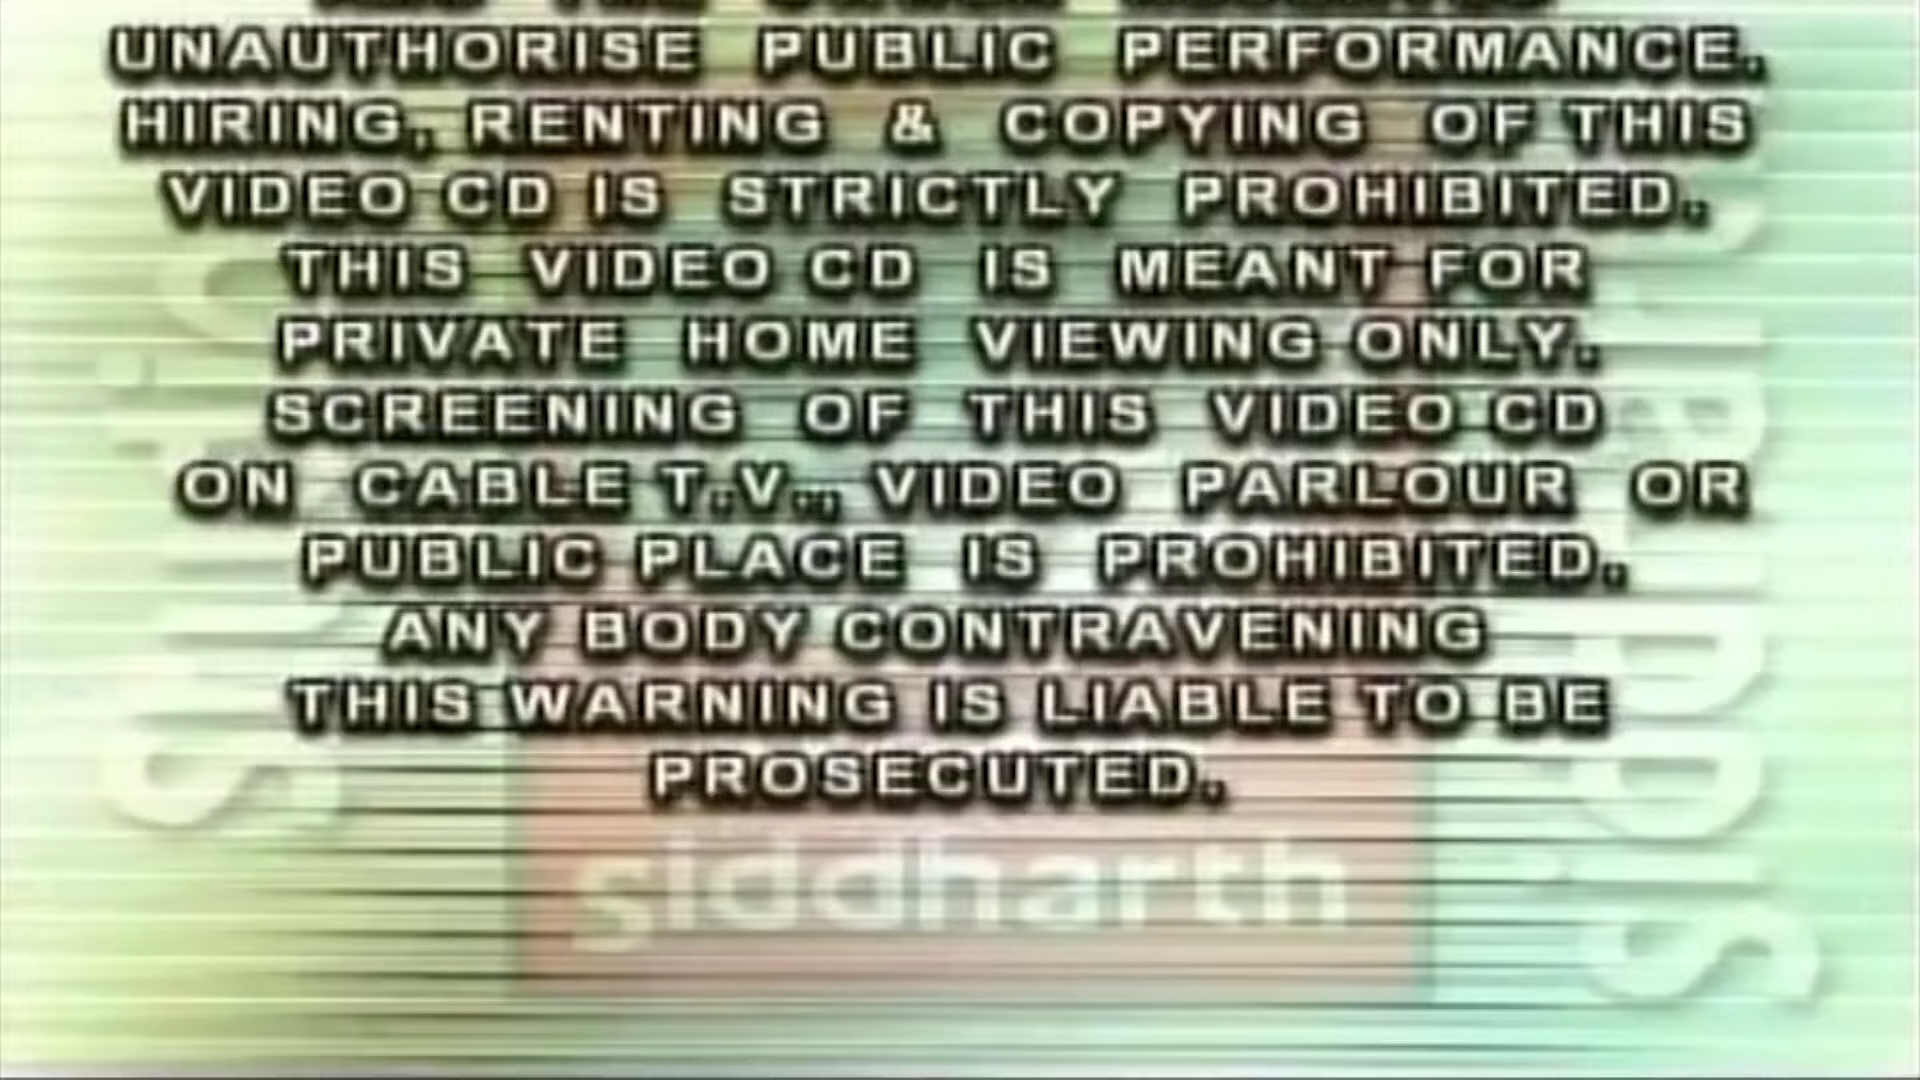 UNAUTHORISE PUBLIC PERFORMANCE.
HIRING, RENTING & COPYING OF THIS
VIDEO CD IS STRICTLY PROHIBITED.
THIS VIDEO CD IS MEANT FOR
PRIVATE HOME VIEWING ONLY.
SCREENING OF THIS VIDEO CD
ON CABLE T.V., VIDEO PARLOUR OR
PUBLIC PLACE IS PROHIBITED.
ANY BODY CONTRAVENING
THIS WARNING IS LIABLE TO BE
PROSECUTED.
siddharth